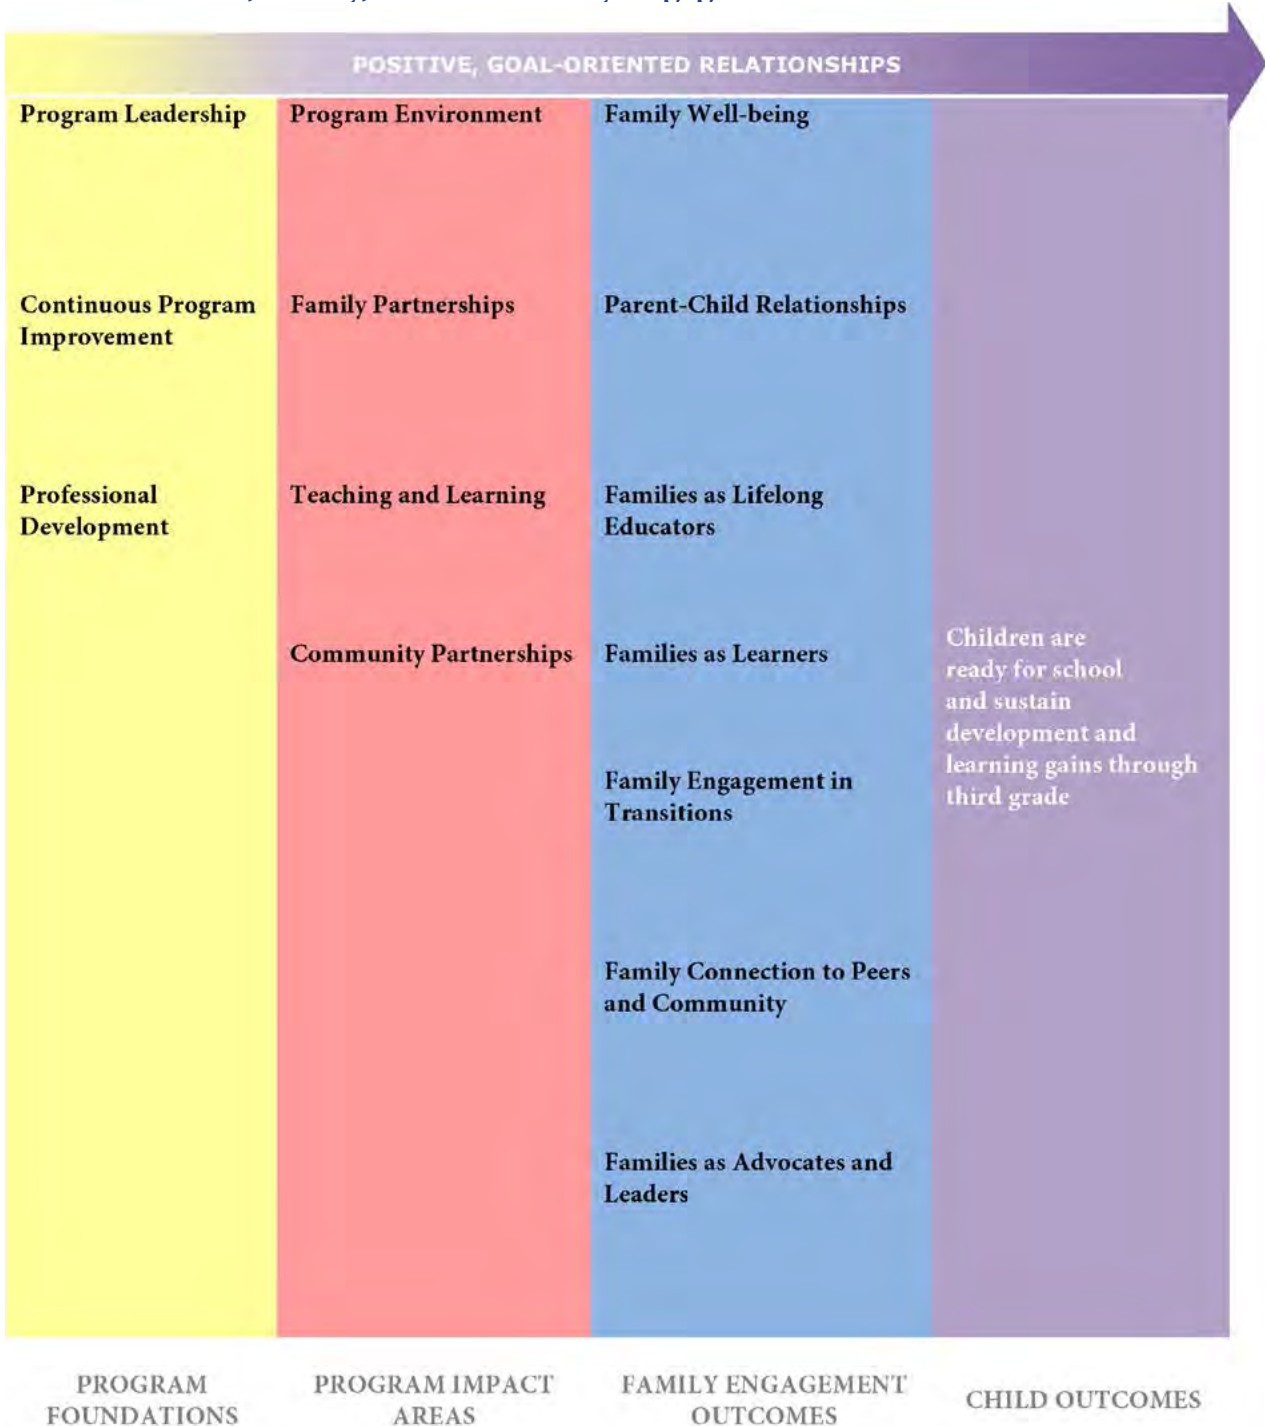 POSITIVE, GOAL-ORIENTED RELATIONSHIPS
Program Leadership
Continuous Program
Improvement
Professional
Development
Program Environment
Family Partnerships
Teaching and Learning
Community Partnerships
Family Well-being
Parent-Child Relationships
Families as Lifelong
Educators
Families as Learners
Family Engagement in
Transitions
Family Connection to Peers
and Community
Families as Advocates and
Leaders
Children are
ready for school
and sustain
development and
learning gains through
third grade
PROGRAM
FOUNDATIONS
PROGRAM IMPACT
AREAS
FAMILY ENGAGEMENT
OUTCOMES
CHILD OUTCOMES